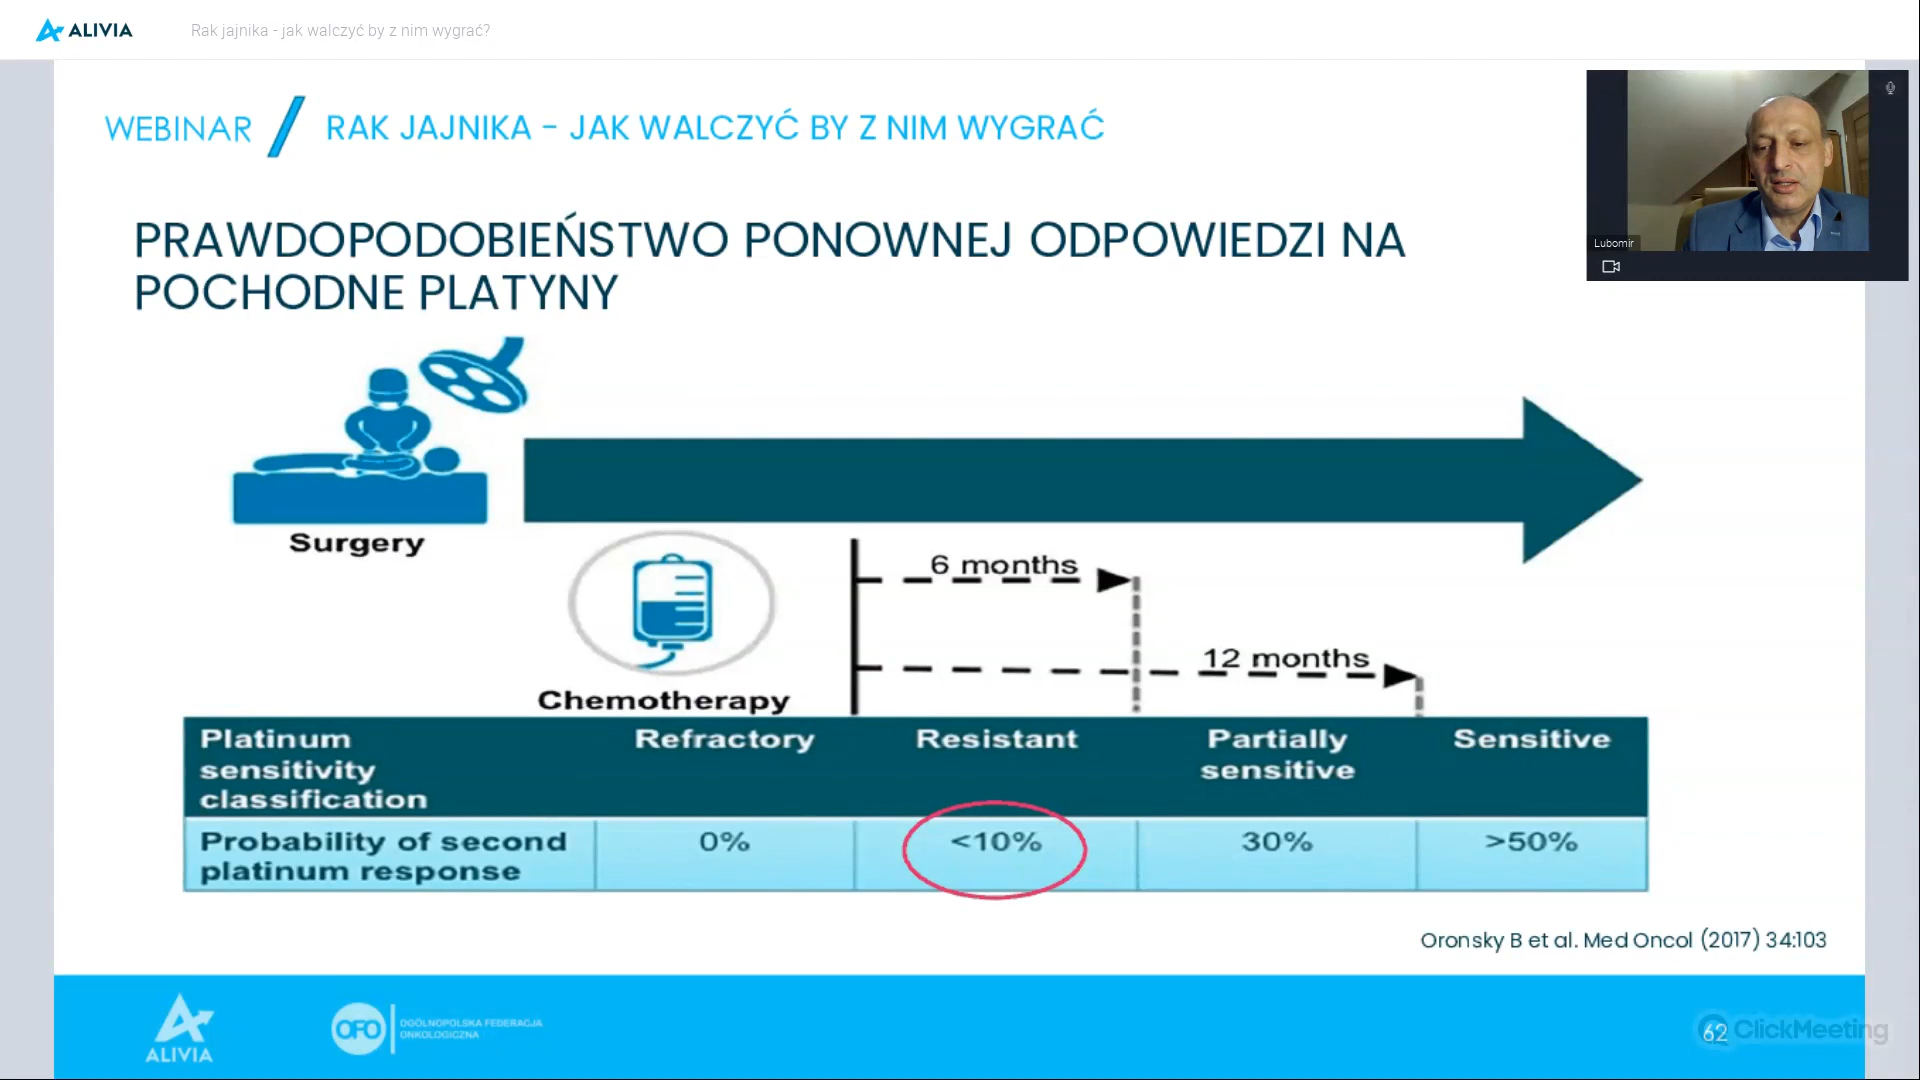 ALIVIA
Rak jajnika - jak walczyć by z nim wygrać?
WEBINAR / RAK JAJNIKA - JAK WALCZYĆ BY Z NIM WYGRAĆ
Lubomir
PRAWDOPODOBIEŃSTWO PONOWNEJ ODPOWIEDZI NA
POCHODNE PLATYNY
Surgery
6 months
12 months
Chemotherapy
Platinum
sensitivity
classification
Refractory
Resistant
Partially
sensitive
Sensitive
Probability of second
platinum response
0%
<10%
30%
>50%
Oronsky B et al. Med Oncol (2017) 34:103
ALIVIA
OFO
OGÓLNOPOLSKA FEDERACJA
ONKOLOGICZNA
62
ClickMeeting